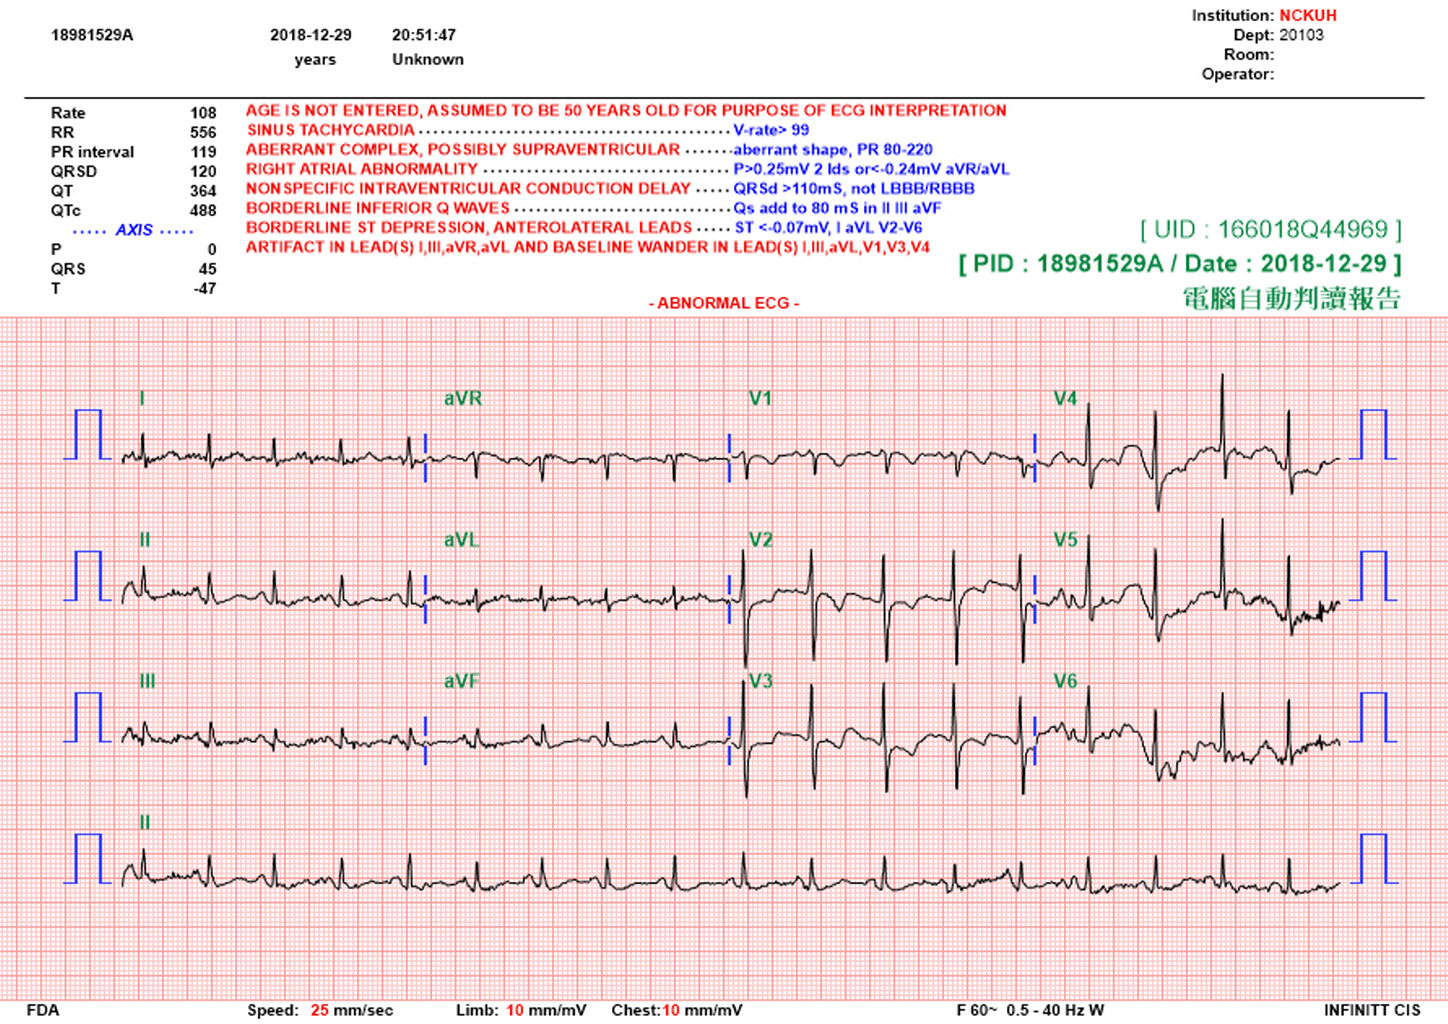 Institution: NCKUH
18981529A 2018-12-29 20:51:47 Dept: 20103
years Unknown Room:
Operator:
Rate 108 AGE IS NOT ENTERED, ASSUMED TO BE 50 YEARS OLD FOR PURPOSE OF ECG INTERPRETATION
RR 556 SINUS TACHYCARDIA ······································· V-rate> 99
PR interval 119 ABERRANT COMPLEX, POSSIBLY SUPRAVENTRICULAR ······· aberrant shape, PR 80-220
QRSD 120 RIGHT ATRIAL ABNORMALITY ······························· P>0.25mV 2 lds or<-0.24mV aVR/aVL
QT 364 NONSPECIFIC INTRAVENTRICULAR CONDUCTION DELAY ····· QRSd >110mS, not LBBB/RBBB
QTc 488 BORDERLINE INFERIOR Q WAVES ··························· Qs add to 80 mS in II III aVF
····· AXIS ····· BORDERLINE ST DEPRESSION, ANTEROLATERAL LEADS ····· ST <-0.07mV, I aVL V2-V6
P 0 ARTIFACT IN LEAD(S) I,III,aVR,aVL AND BASELINE WANDER IN LEAD(S) I,III,aVL,V1,V3,V4
QRS 45
T -47
[ UID : 166018Q44969 ]
[ PID : 18981529A / Date : 2018-12-29 ]
電腦自動判讀報告
- ABNORMAL ECG -
I aVR V1 V4
II aVL V2 V5
III aVF V3 V6
II
FDA Speed: 25 mm/sec Limb: 10 mm/mV Chest:10 mm/mV F 60~ 0.5 - 40 Hz W INFINITT CIS